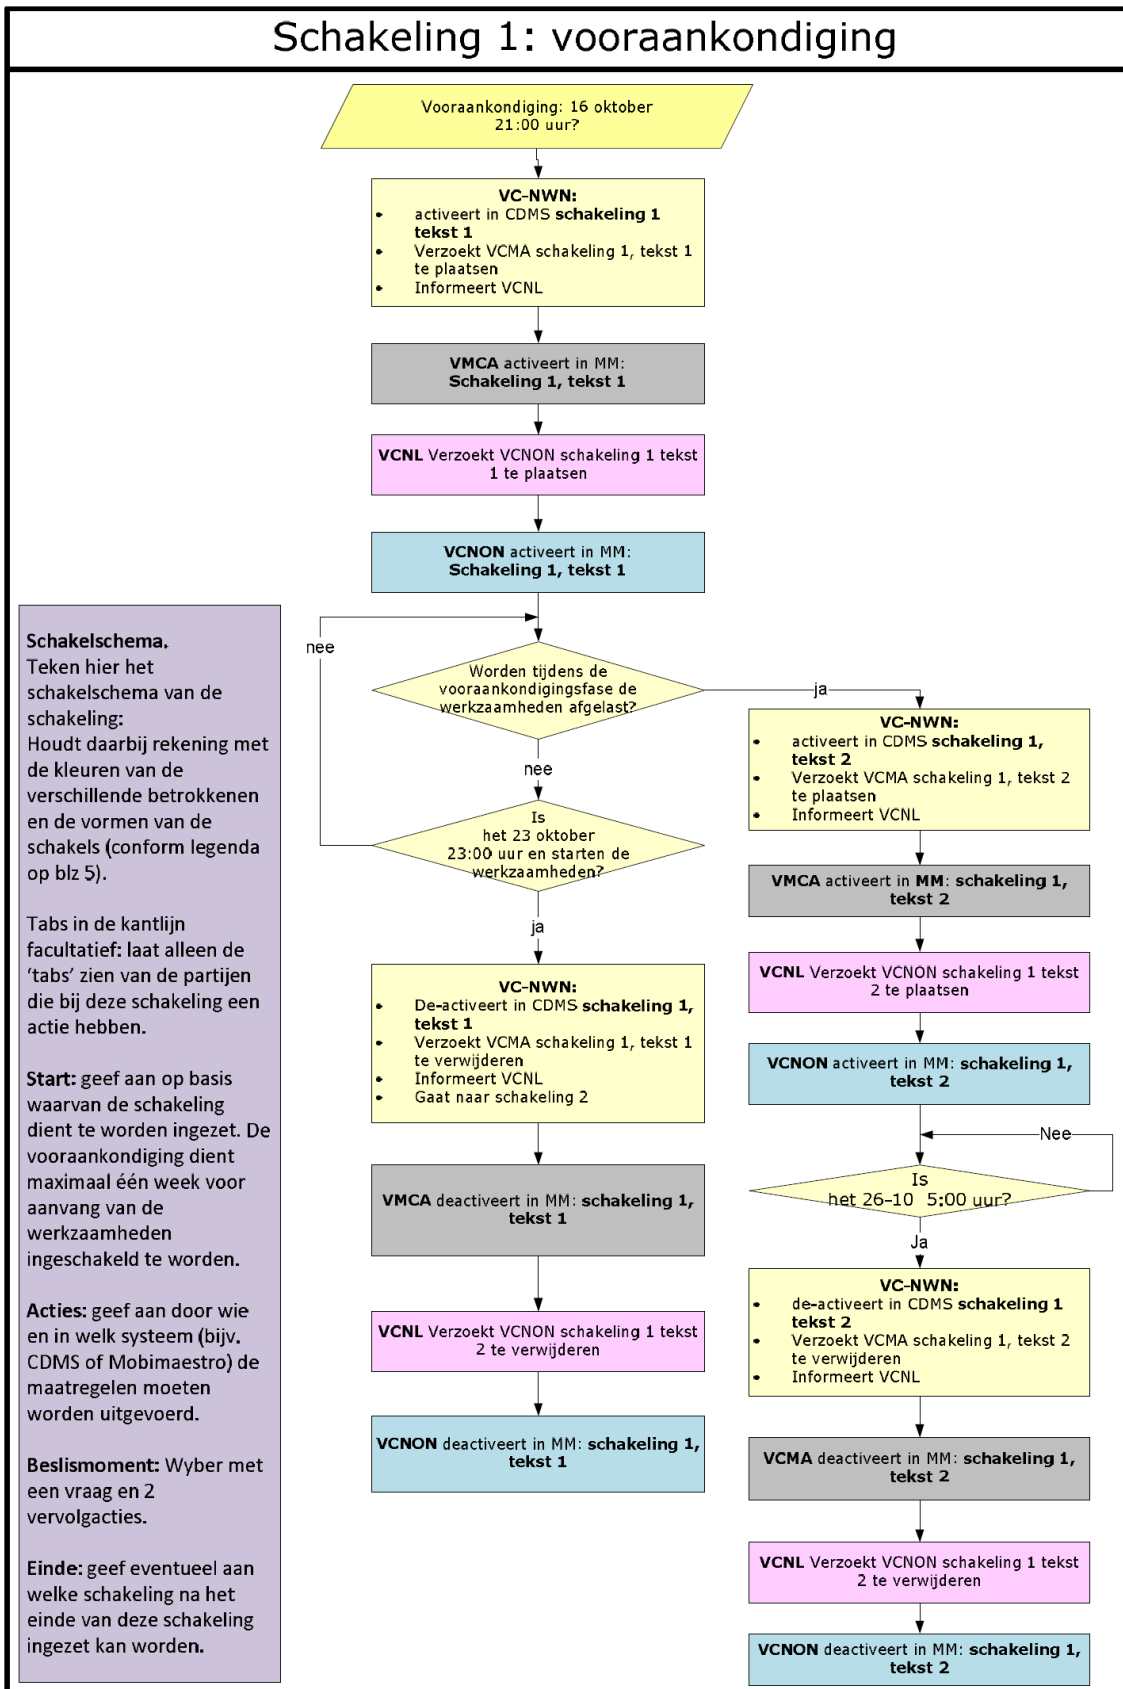 Schakeling 1: vooraankondiging
Vooraankondiging: 16 oktober
21:00 uur?
VC-NWN:
• activeert in CDMS schakeling 1
tekst 1
• Verzoekt VCMA schakeling 1, tekst 1
te plaatsen
• Informeert VCNL
VMCA activeert in MM:
Schakeling 1, tekst 1
VCNL Verzoekt VCNON schakeling 1 tekst
1 te plaatsen
VCNON activeert in MM:
Schakeling 1, tekst 1
nee
Worden tijdens de
vooraankondigingsfase de
werkzaamheden afgelast?
ja
nee
Is
het 23 oktober
23:00 uur en starten de
werkzaamheden?
ja
VC-NWN:
• De-activeert in CDMS schakeling 1,
tekst 1
• Verzoekt VCMA schakeling 1, tekst 1
te verwijderen
• Informeert VCNL
• Gaat naar schakeling 2
VMCA deactiveert in MM: schakeling 1,
tekst 1
VCNL Verzoekt VCNON schakeling 1 tekst
2 te verwijderen
VCNON deactiveert in MM: schakeling 1,
tekst 1
VC-NWN:
• activeert in CDMS schakeling 1,
tekst 2
• Verzoekt VCMA schakeling 1, tekst 2
te plaatsen
• Informeert VCNL
VMCA activeert in MM: schakeling 1,
tekst 2
VCNL Verzoekt VCNON schakeling 1 tekst
2 te plaatsen
VCNON activeert in MM: schakeling 1,
tekst 2
Nee
Is
het 26-10 5:00 uur?
Ja
VC-NWN:
• de-activeert in CDMS schakeling 1
tekst 2
• Verzoekt VCMA schakeling 1, tekst 2
te verwijderen
• Informeert VCNL
VCMA deactiveert in MM: schakeling 1,
tekst 2
VCNL Verzoekt VCNON schakeling 1 tekst
2 te verwijderen
VCNON deactiveert in MM: schakeling 1,
tekst 2
Schakelschema.
Teken hier het
schakelschema van de
schakeling:
Houdt daarbij rekening met
de kleuren van de
verschillende betrokkenen
en de vormen van de
schakels (conform legenda
op blz 5).
Tabs in de kantlijn
facultatief: laat alleen de
‘tabs’ zien van de partijen
die bij deze schakeling een
actie hebben.
Start: geef aan op basis
waarvan de schakeling
dient te worden ingezet. De
vooraankondiging dient
maximaal één week voor
aanvang van de
werkzaamheden
ingeschakeld te worden.
Acties: geef aan door wie
en in welk systeem (bijv.
CDMS of Mobimaestro) de
maatregelen moeten
worden uitgevoerd.
Beslismoment: Wyber met
een vraag en 2
vervolgacties.
Einde: geef eventueel aan
welke schakeling na het
einde van deze schakeling
ingezet kan worden.